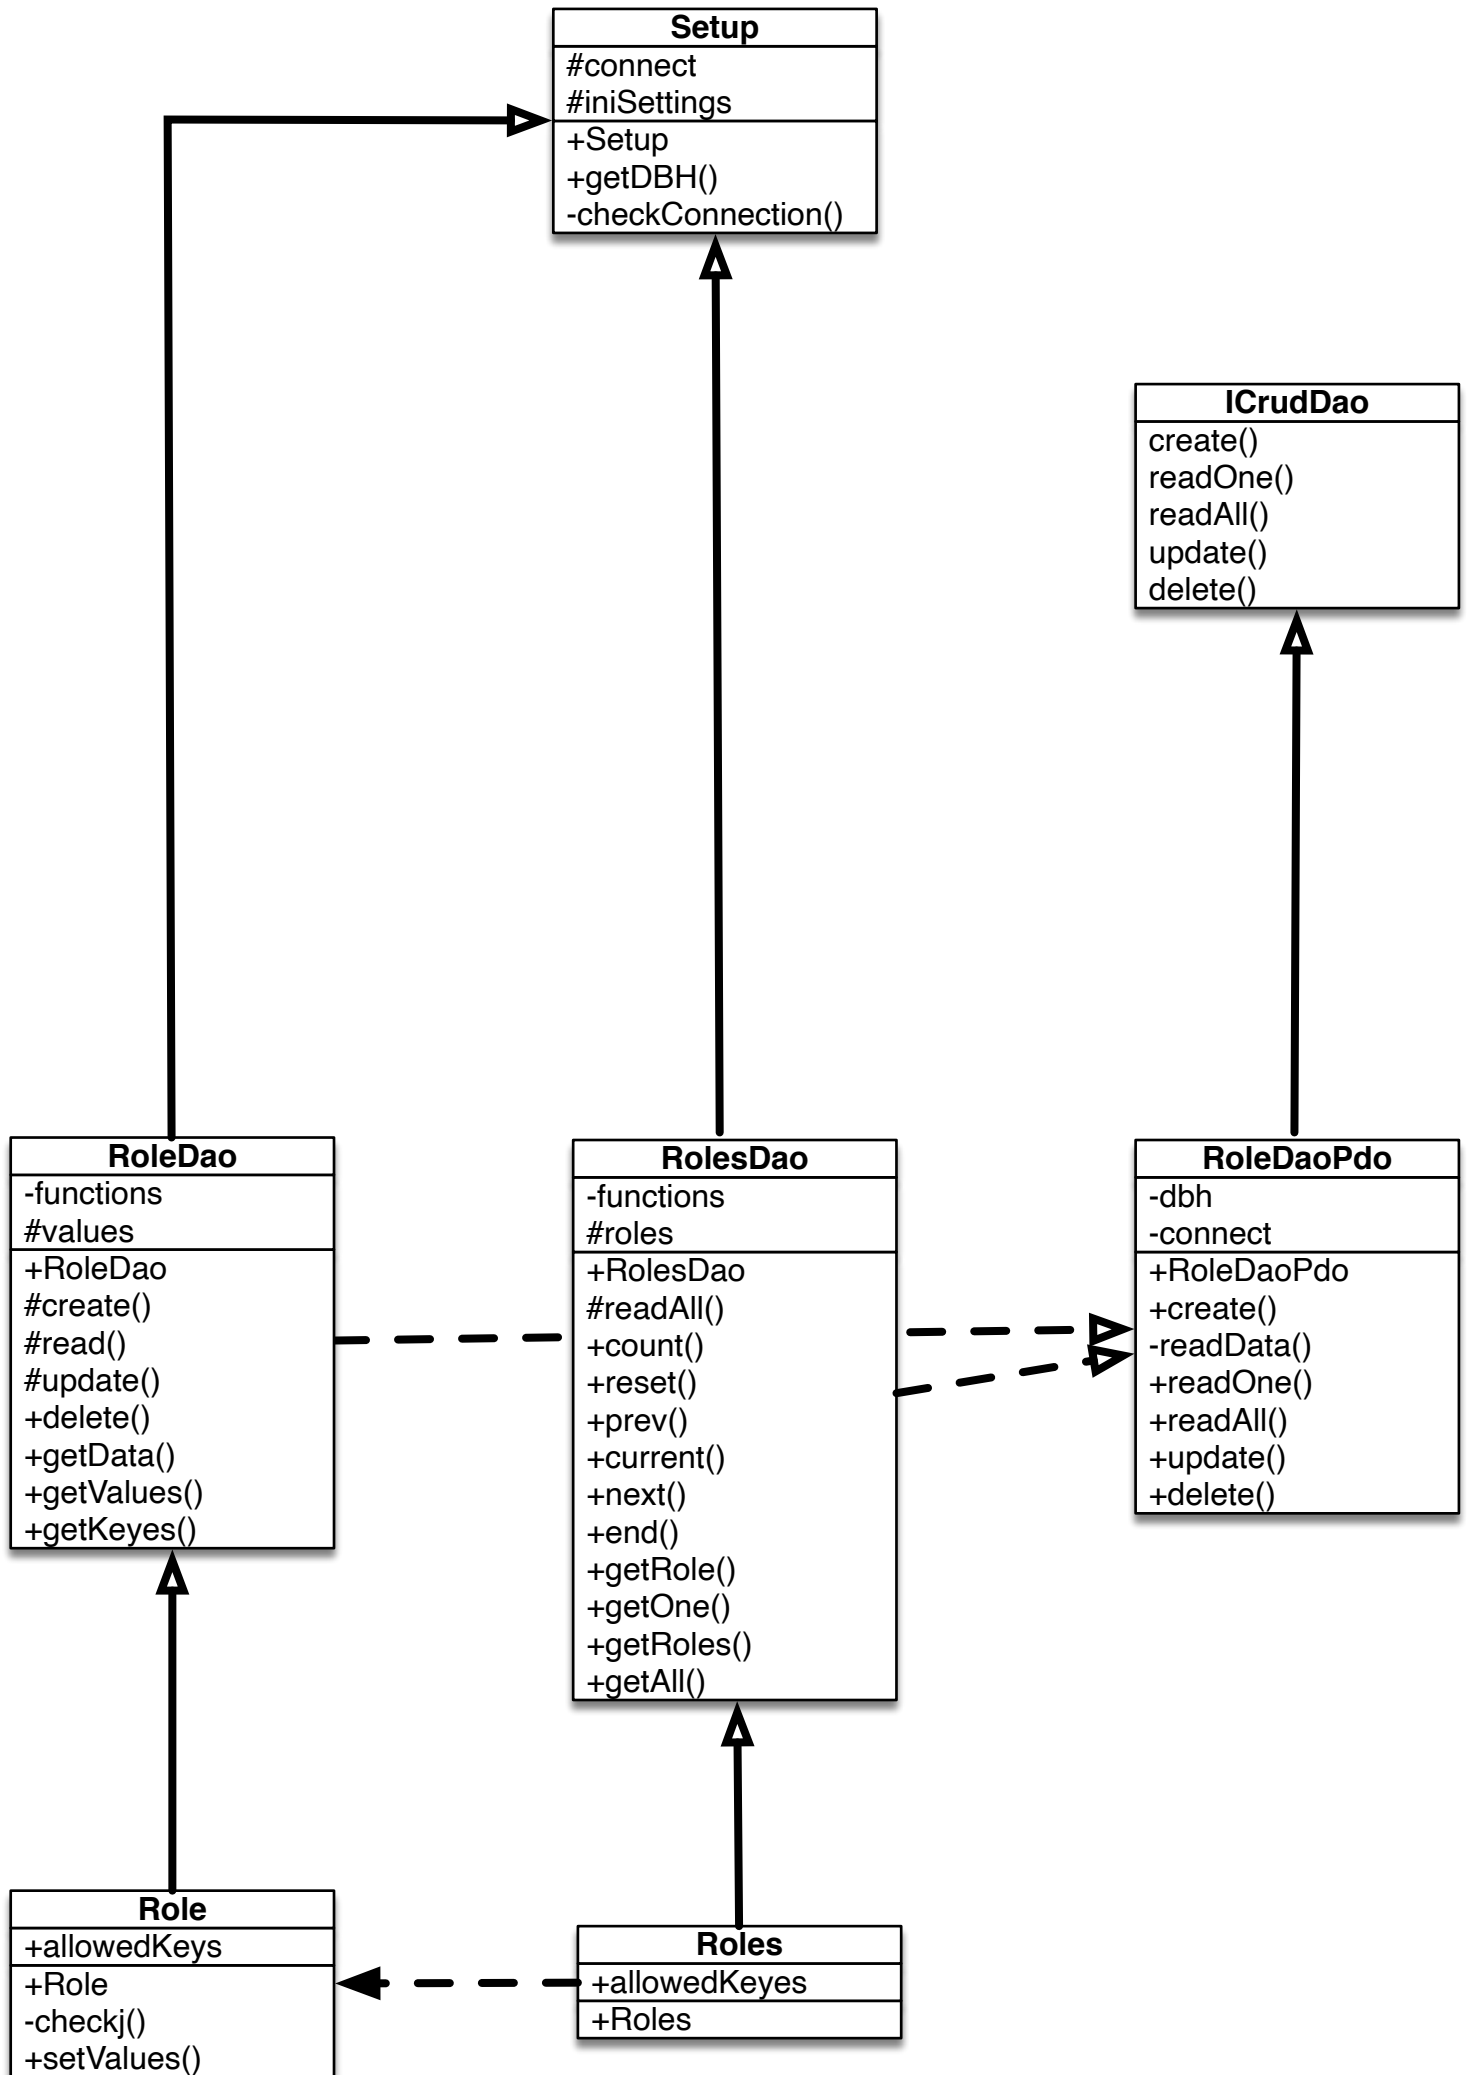 Setup
#connect
#iniSettings
+Setup
+getDBH()
-checkConnection()
ICrudDao
create()
readOne()
readAll()
update()
delete()
RoleDao
-functions
#values
+RoleDao
#create()
#read()
#update()
+delete()
+getData()
+getValues()
+getKeyes()
RolesDao
-functions
#roles
+RolesDao
#readAll()
+count()
+reset()
+prev()
+current()
+next()
+end()
+getRole()
+getOne()
+getRoles()
+getAll()
RoleDaoPdo
-dbh
-connect
+RoleDaoPdo
+create()
-readData()
+readOne()
+readAll()
+update()
+delete()
Role
+allowedKeys
+Role
-checkj()
+setValues()
Roles
+allowedKeyes
+Roles